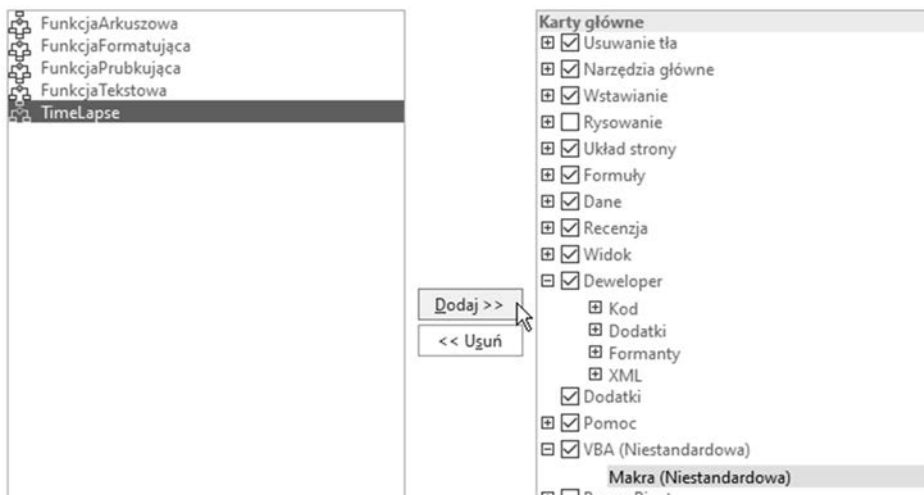 FunkcjaArkuszowa
FunkcjaFormatująca
FunkcjaPrubkująca
FunkcjaTekstowa
TimeLapse
Dodaj >>
<< Usuń
Karty główne
Usuwanie tła
Narzędzia główne
Wstawianie
Rysowanie
Układ strony
Formuły
Dane
Recenzja
Widok
Deweloper
Kod
Dodatki
Formanty
XML
Dodatki
Pomoc
VBA (Niestandardowa)
Makra (Niestandardowa)